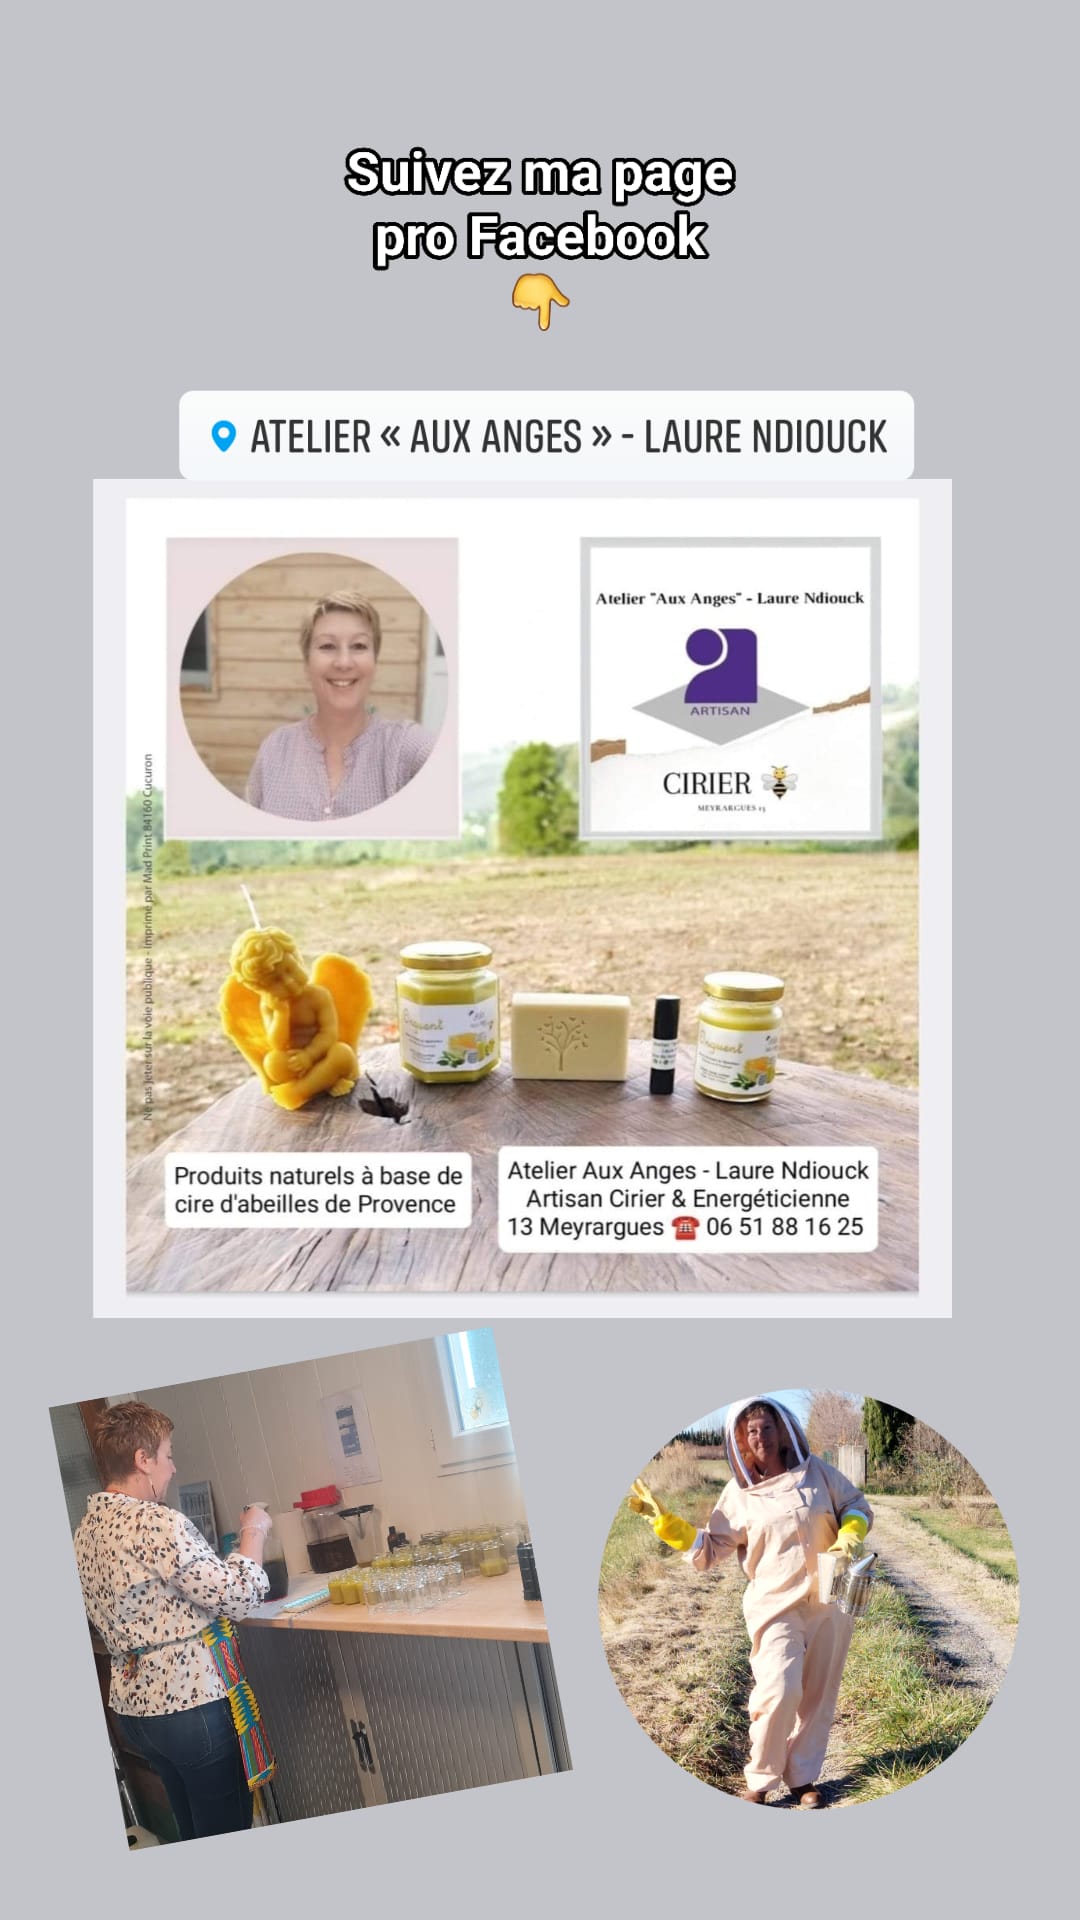 Suivez ma page
pro Facebook
ATELIER « AUX ANGES » - LAURE NDIOUCK
Atelier "Aux Anges" - Laure Ndiouck
ARTISAN
CIRIER
MEYRARGUES 13
Ne pas jeter sur la voie publique - Imprimé par Mad Print 84160 Cucuron
Onguent
Onguent
Produits naturels à base de
cire d'abeilles de Provence
Atelier Aux Anges - Laure Ndiouck
Artisan Cirier & Energéticienne
13 Meyrargues ☎️ 06 51 88 16 25